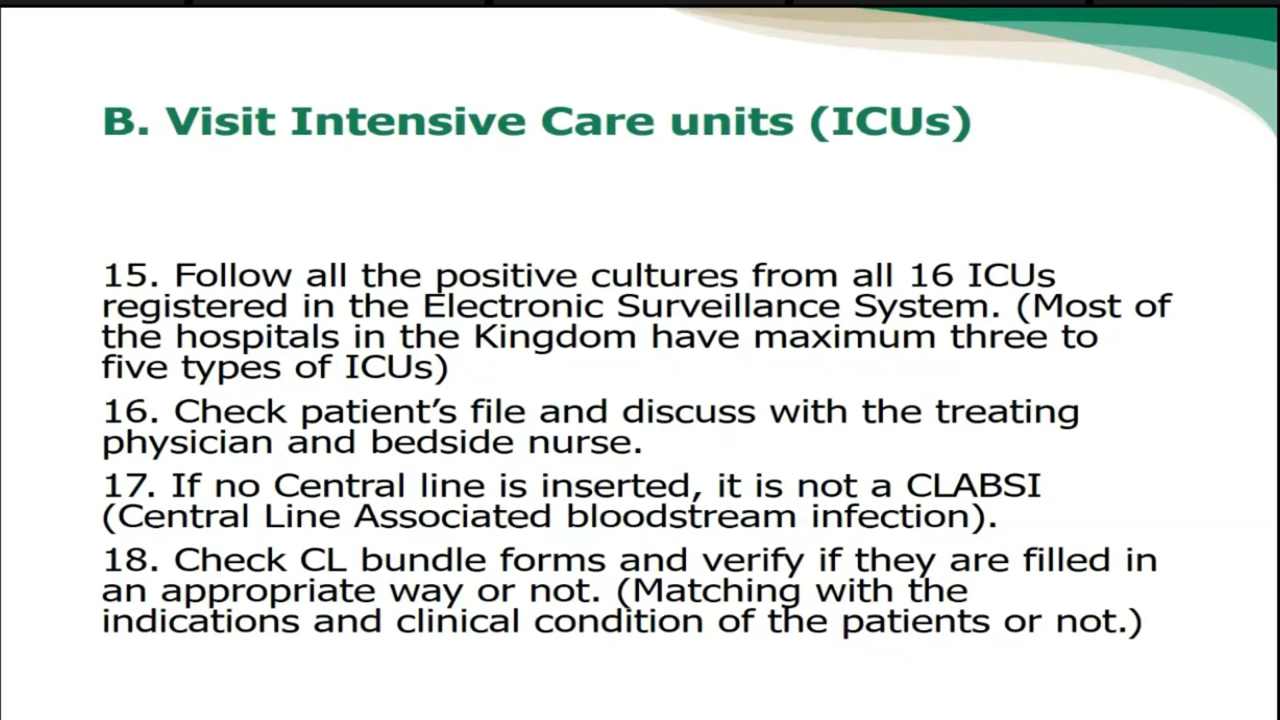 B. Visit Intensive Care units (ICUs)
15. Follow all the positive cultures from all 16 ICUs
registered in the Electronic Surveillance System. (Most of
the hospitals in the Kingdom have maximum three to
five types of ICUs)
16. Check patient’s file and discuss with the treating
physician and bedside nurse.
17. If no Central line is inserted, it is not a CLABSI
(Central Line Associated bloodstream infection).
18. Check CL bundle forms and verify if they are filled in
an appropriate way or not. (Matching with the
indications and clinical condition of the patients or not.)